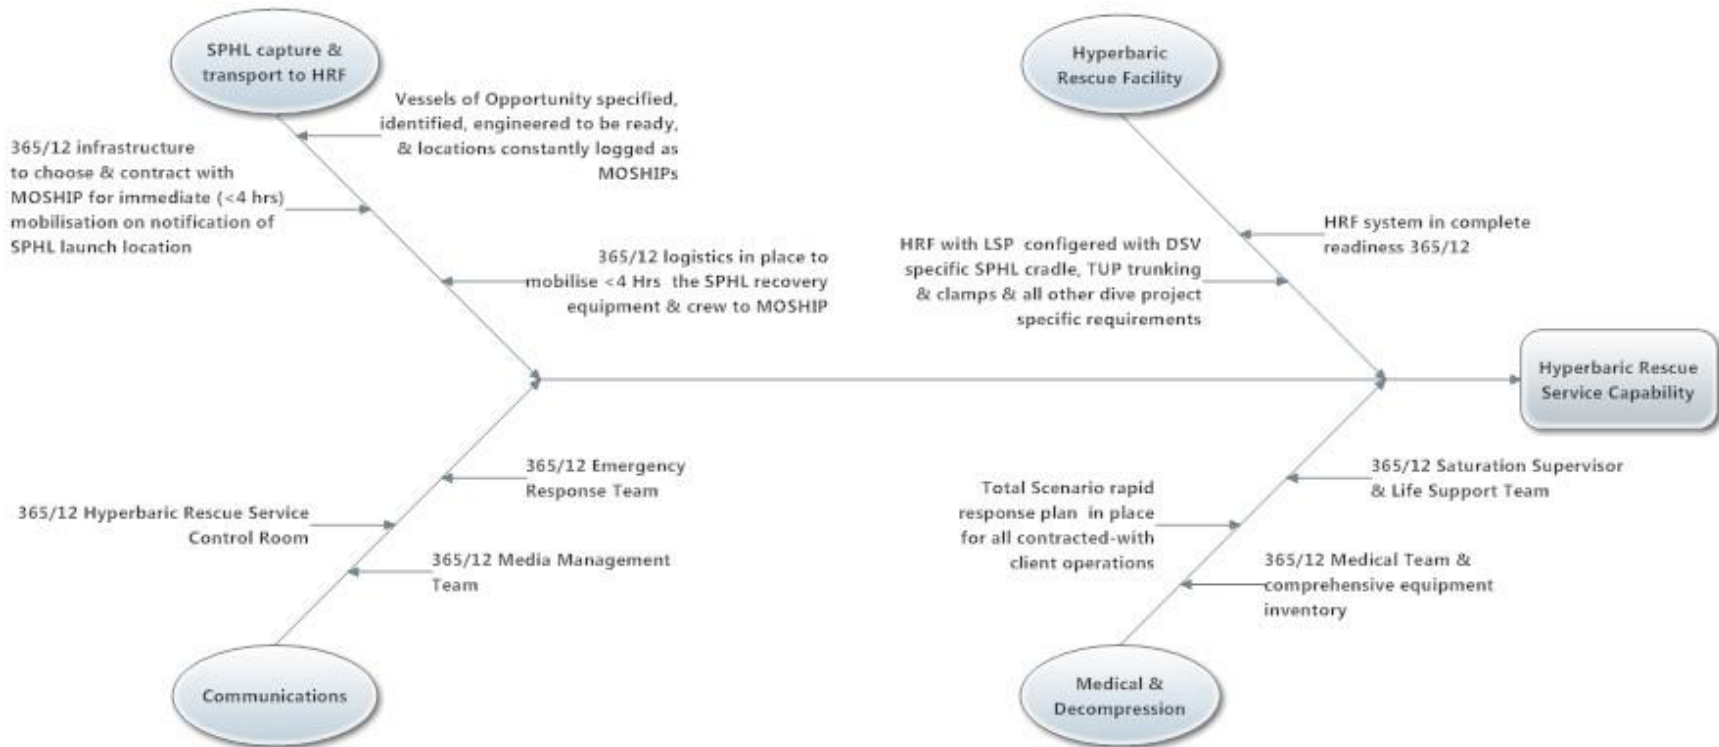 SPHL capture &
transport to HRF
Vessels of Opportunity specified,
identified, engineered to be ready,
& locations constantly logged as
MOSHIPs
365/12 infrastructure
to choose & contract with
MOSHIP for immediate (<4 hrs)
mobilisation on notification of
SPHL launch location
365/12 logistics in place to
mobilise <4 Hrs the SPHL recovery
equipment & crew to MOSHIP
Hyperbaric
Rescue Facility
HRF system in complete
readiness 365/12
HRF with LSP configered with DSV
specific SPHL cradle, TUP trunking
& clamps & all other dive project
specific requirements
Hyperbaric Rescue
Service Capability
365/12 Emergency
Response Team
365/12 Hyperbaric Rescue Service
Control Room
365/12 Media Management
Team
Communications
365/12 Saturation Supervisor
& Life Support Team
Total Scenario rapid
response plan in place
for all contracted-with
client operations
365/12 Medical Team &
comprehensive equipment
inventory
Medical &
Decompression